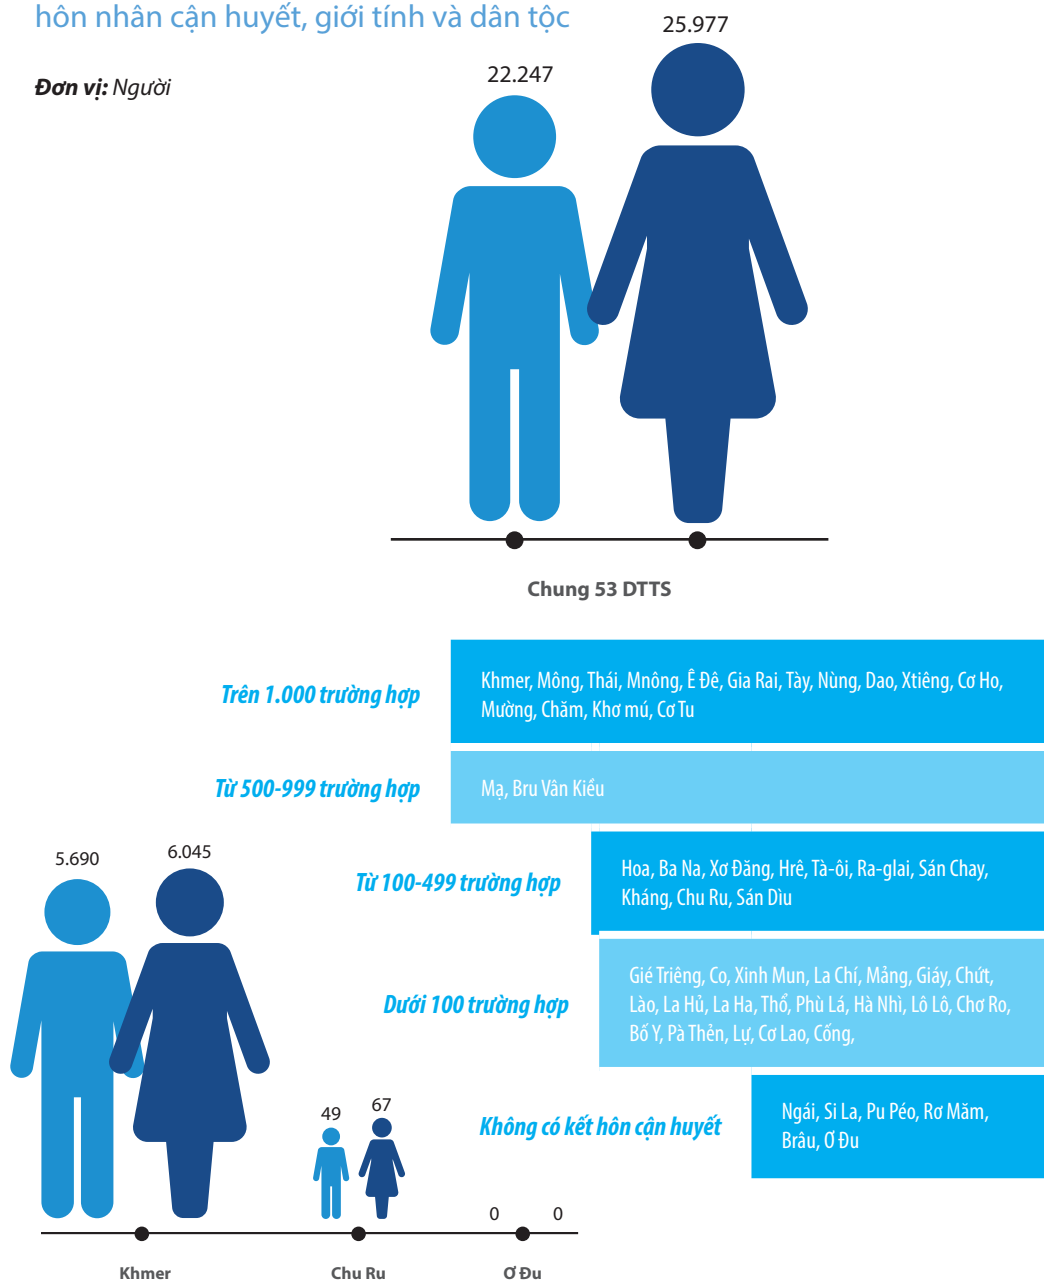 hôn nhân cận huyết, giới tính và dân tộc
Đơn vị: Người
22.247
25.977
Chung 53 DTTS
Trên 1.000 trường hợp
Khmer, Mông, Thái, Mnông, Ê Đê, Gia Rai, Tày, Nùng, Dao, Xtiêng, Cơ Ho,
Mường, Chăm, Khơ mú, Cơ Tu
Từ 500-999 trường hợp
Mạ, Bru Vân Kiều
Từ 100-499 trường hợp
Hoa, Ba Na, Xơ Đăng, Hrê, Tà-ôi, Ra-glai, Sán Chay,
Kháng, Chu Ru, Sán Dìu
Dưới 100 trường hợp
Gié Triêng, Co, Xinh Mun, La Chí, Mảng, Giáy, Chứt,
Lào, La Hủ, La Ha, Thổ, Phù Lá, Hà Nhì, Lô Lô, Chơ Ro,
Bố Y, Pà Thẻn, Lự, Cơ Lao, Cống,
Không có kết hôn cận huyết
Ngái, Si La, Pu Péo, Rơ Măm,
Brâu, Ơ Đu
5.690
6.045
49
67
0
0
Khmer
Chu Ru
Ơ Đu